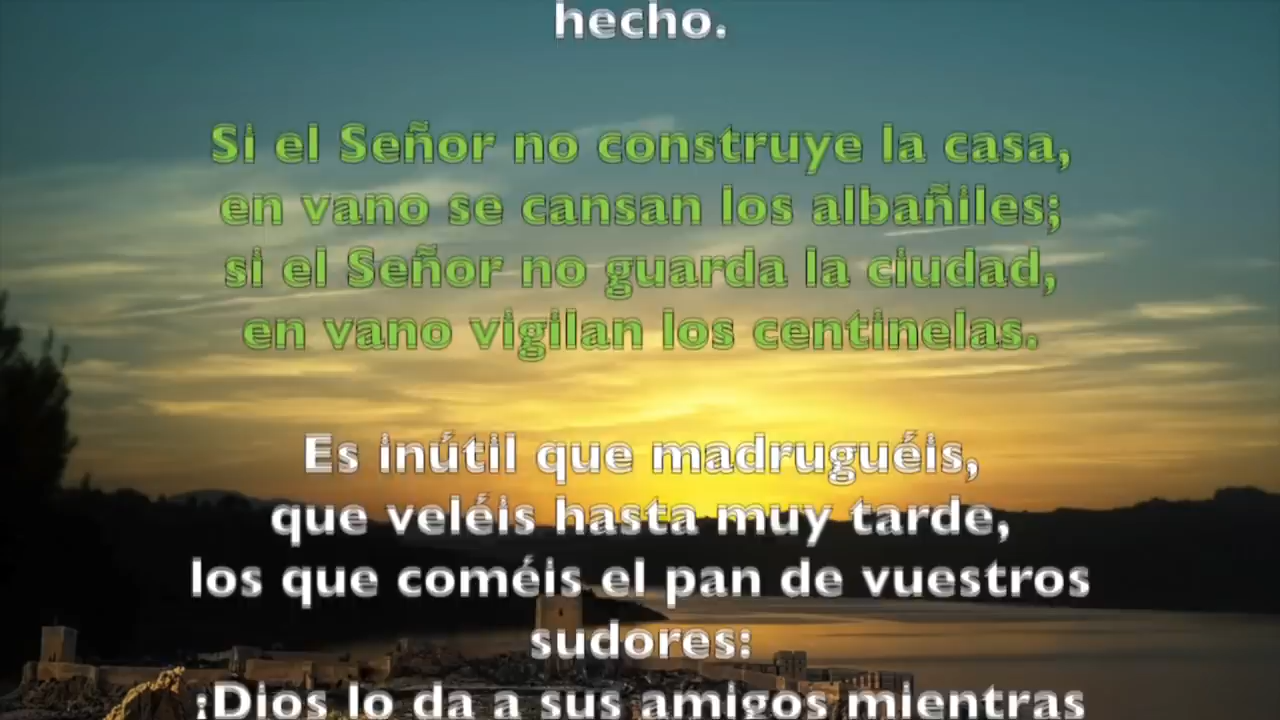 hecho.
Si el Señor no construye la casa,
en vano se cansan los albañiles;
si el Señor no guarda la ciudad,
en vano vigilan los centinelas.
Es inútil que madruguéis,
que veléis hasta muy tarde,
los que coméis el pan de vuestros
sudores:
¡Dios lo da a sus amigos mientras